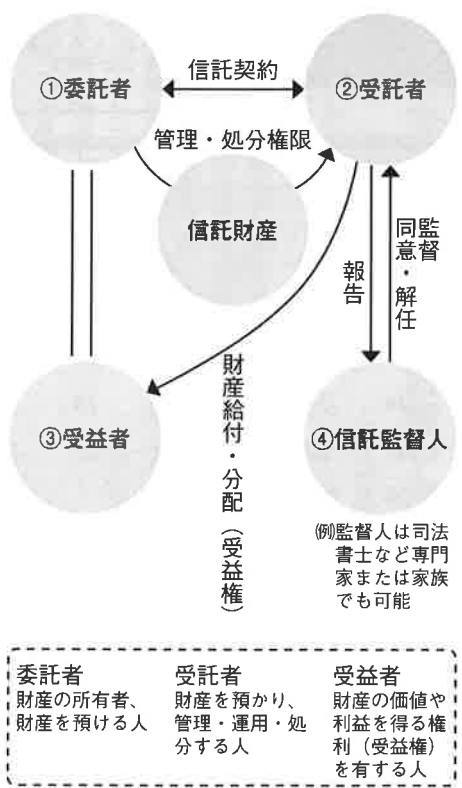 ①委託者
信託契約
②受託者
管理・処分権限
信託財産
報告
監督
同意・解任
③受益者
財産給付・分配（受益権）
④信託監督人
㈲監督人は司法
書士など専門
家または家族
でも可能
委託者
財産の所有者、
財産を預ける人
受託者
財産を預かり、
管理・運用・処
分する人
受益者
財産の価値や
利益を得る権
利（受益権）
を有する人